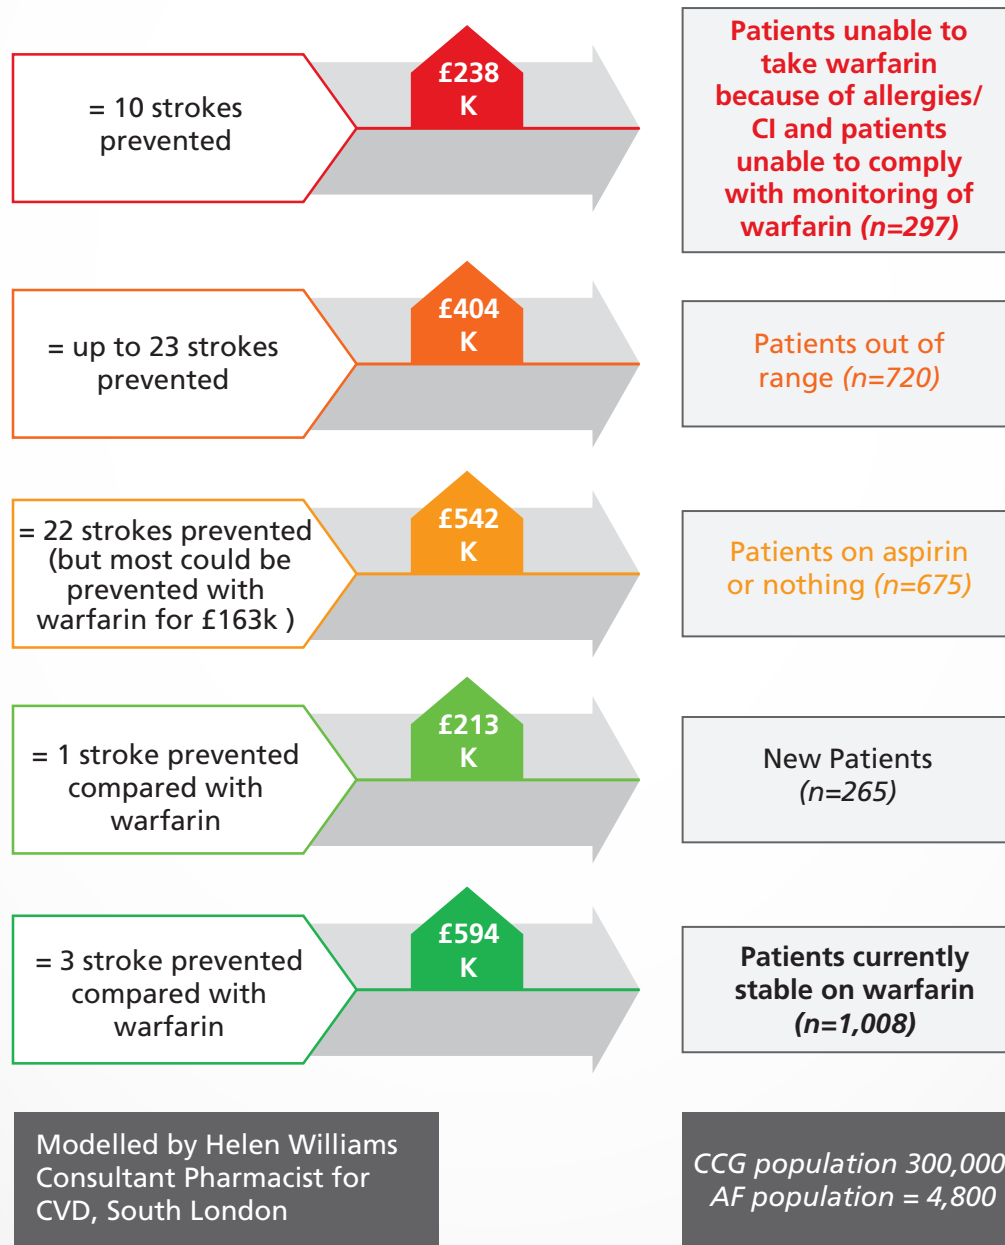 = 10 strokes
prevented
£238
K
Patients unable to
take warfarin
because of allergies/
CI and patients
unable to comply
with monitoring of
warfarin (n=297)
= up to 23 strokes
prevented
£404
K
Patients out of
range (n=720)
= 22 strokes prevented
(but most could be
prevented with
warfarin for £163k )
£542
K
Patients on aspirin
or nothing (n=675)
= 1 stroke prevented
compared with
warfarin
£213
K
New Patients
(n=265)
= 3 stroke prevented
compared with
warfarin
£594
K
Patients currently
stable on warfarin
(n=1,008)
Modelled by Helen Williams
Consultant Pharmacist for
CVD, South London
CCG population 300,000
AF population = 4,800